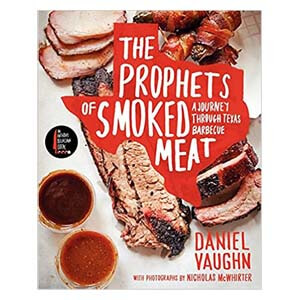 THE
PROPHETS
OF SMOKED
MEAT
A JOURNEY
THROUGH TEXAS
BARBECUE
DANIEL
VAUGHN
WITH PHOTOGRAPHS BY NICHOLAS McWHIRTER